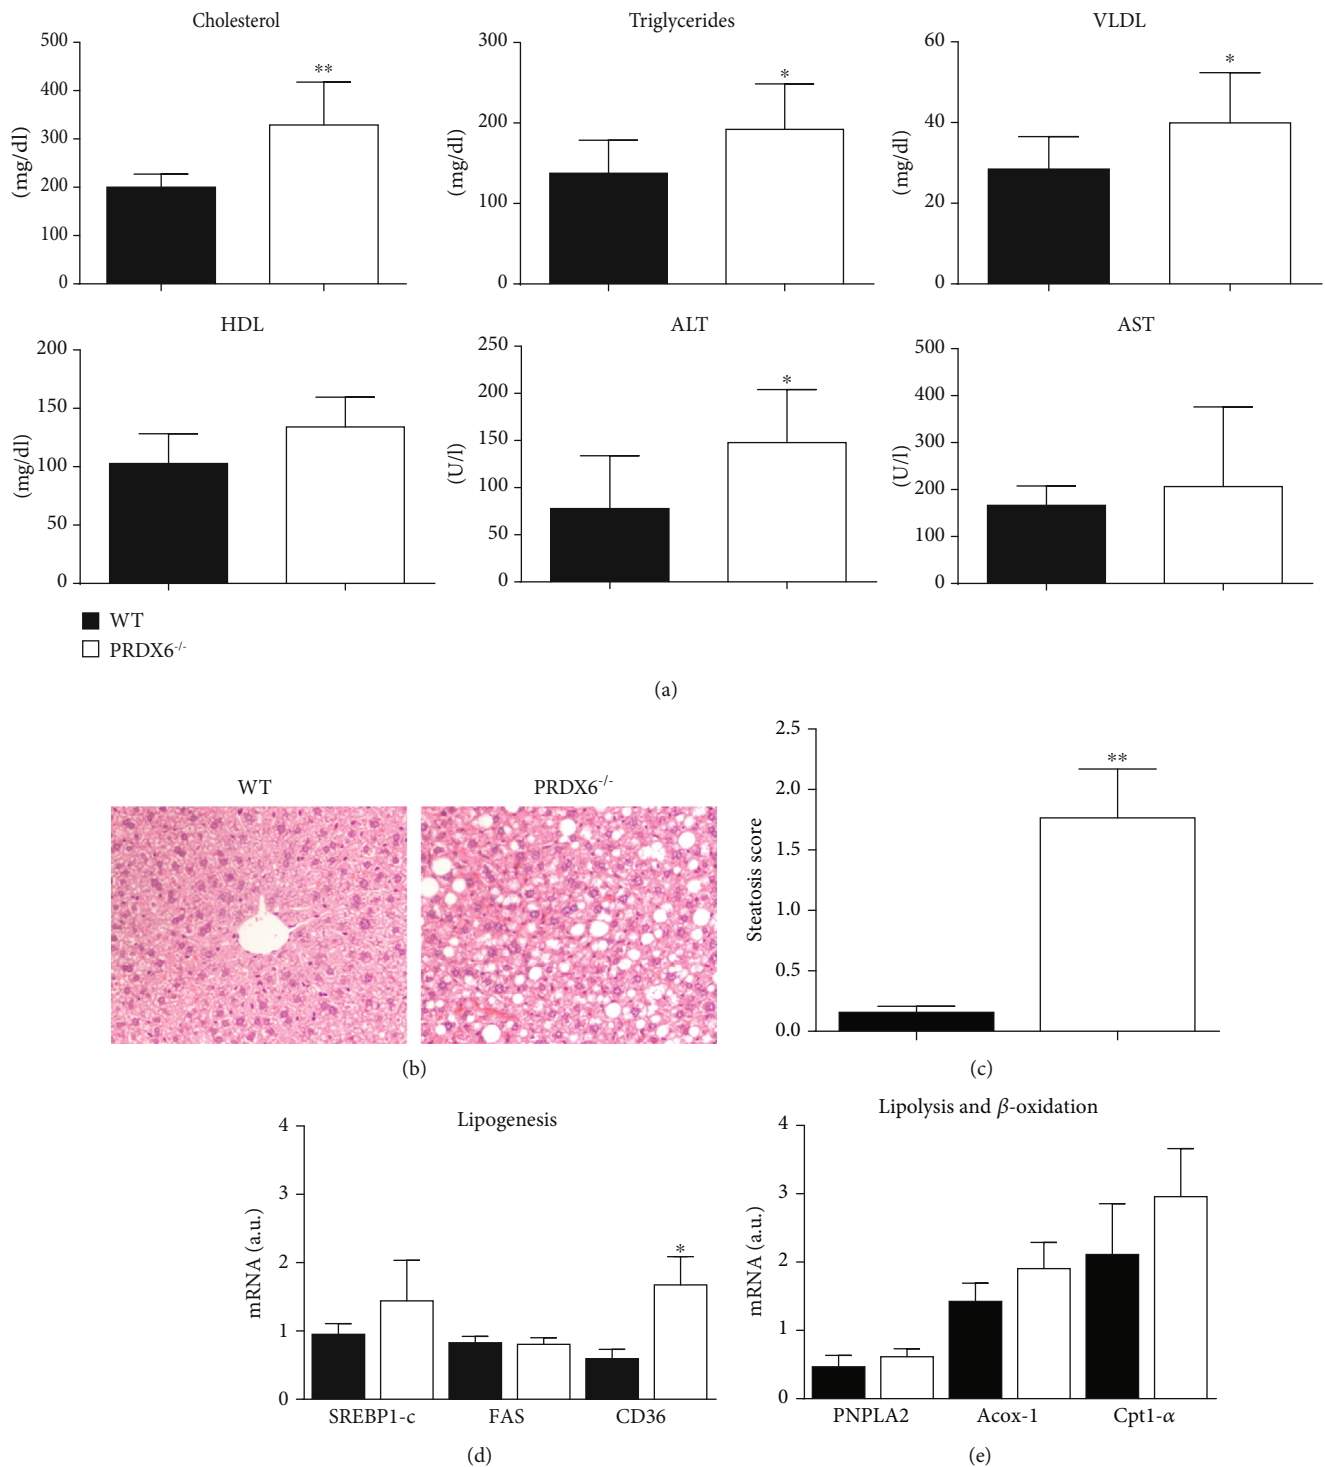 Cholesterol
500
400
300
200
100
0
(mg/dl)
**
Triglycerides
300
200
100
0
(mg/dl)
*
VLDL
60
40
20
0
(mg/dl)
*
HDL
200
150
100
50
0
(mg/dl)
ALT
250
200
150
100
50
0
(U/l)
*
AST
500
400
300
200
100
0
(U/l)
WT
PRDX6-/-
(a)
WT
PRDX6-/-
(b)
2.5
2.0
1.5
1.0
0.5
0.0
Steatosis score
**
(c)
Lipogenesis
4
3
2
1
0
mRNA (a.u.)
*
SREBP1-c
FAS
CD36
(d)
Lipolysis and β-oxidation
4
3
2
1
0
mRNA (a.u.)
PNPLA2
Acox-1
Cpt1-α
(e)